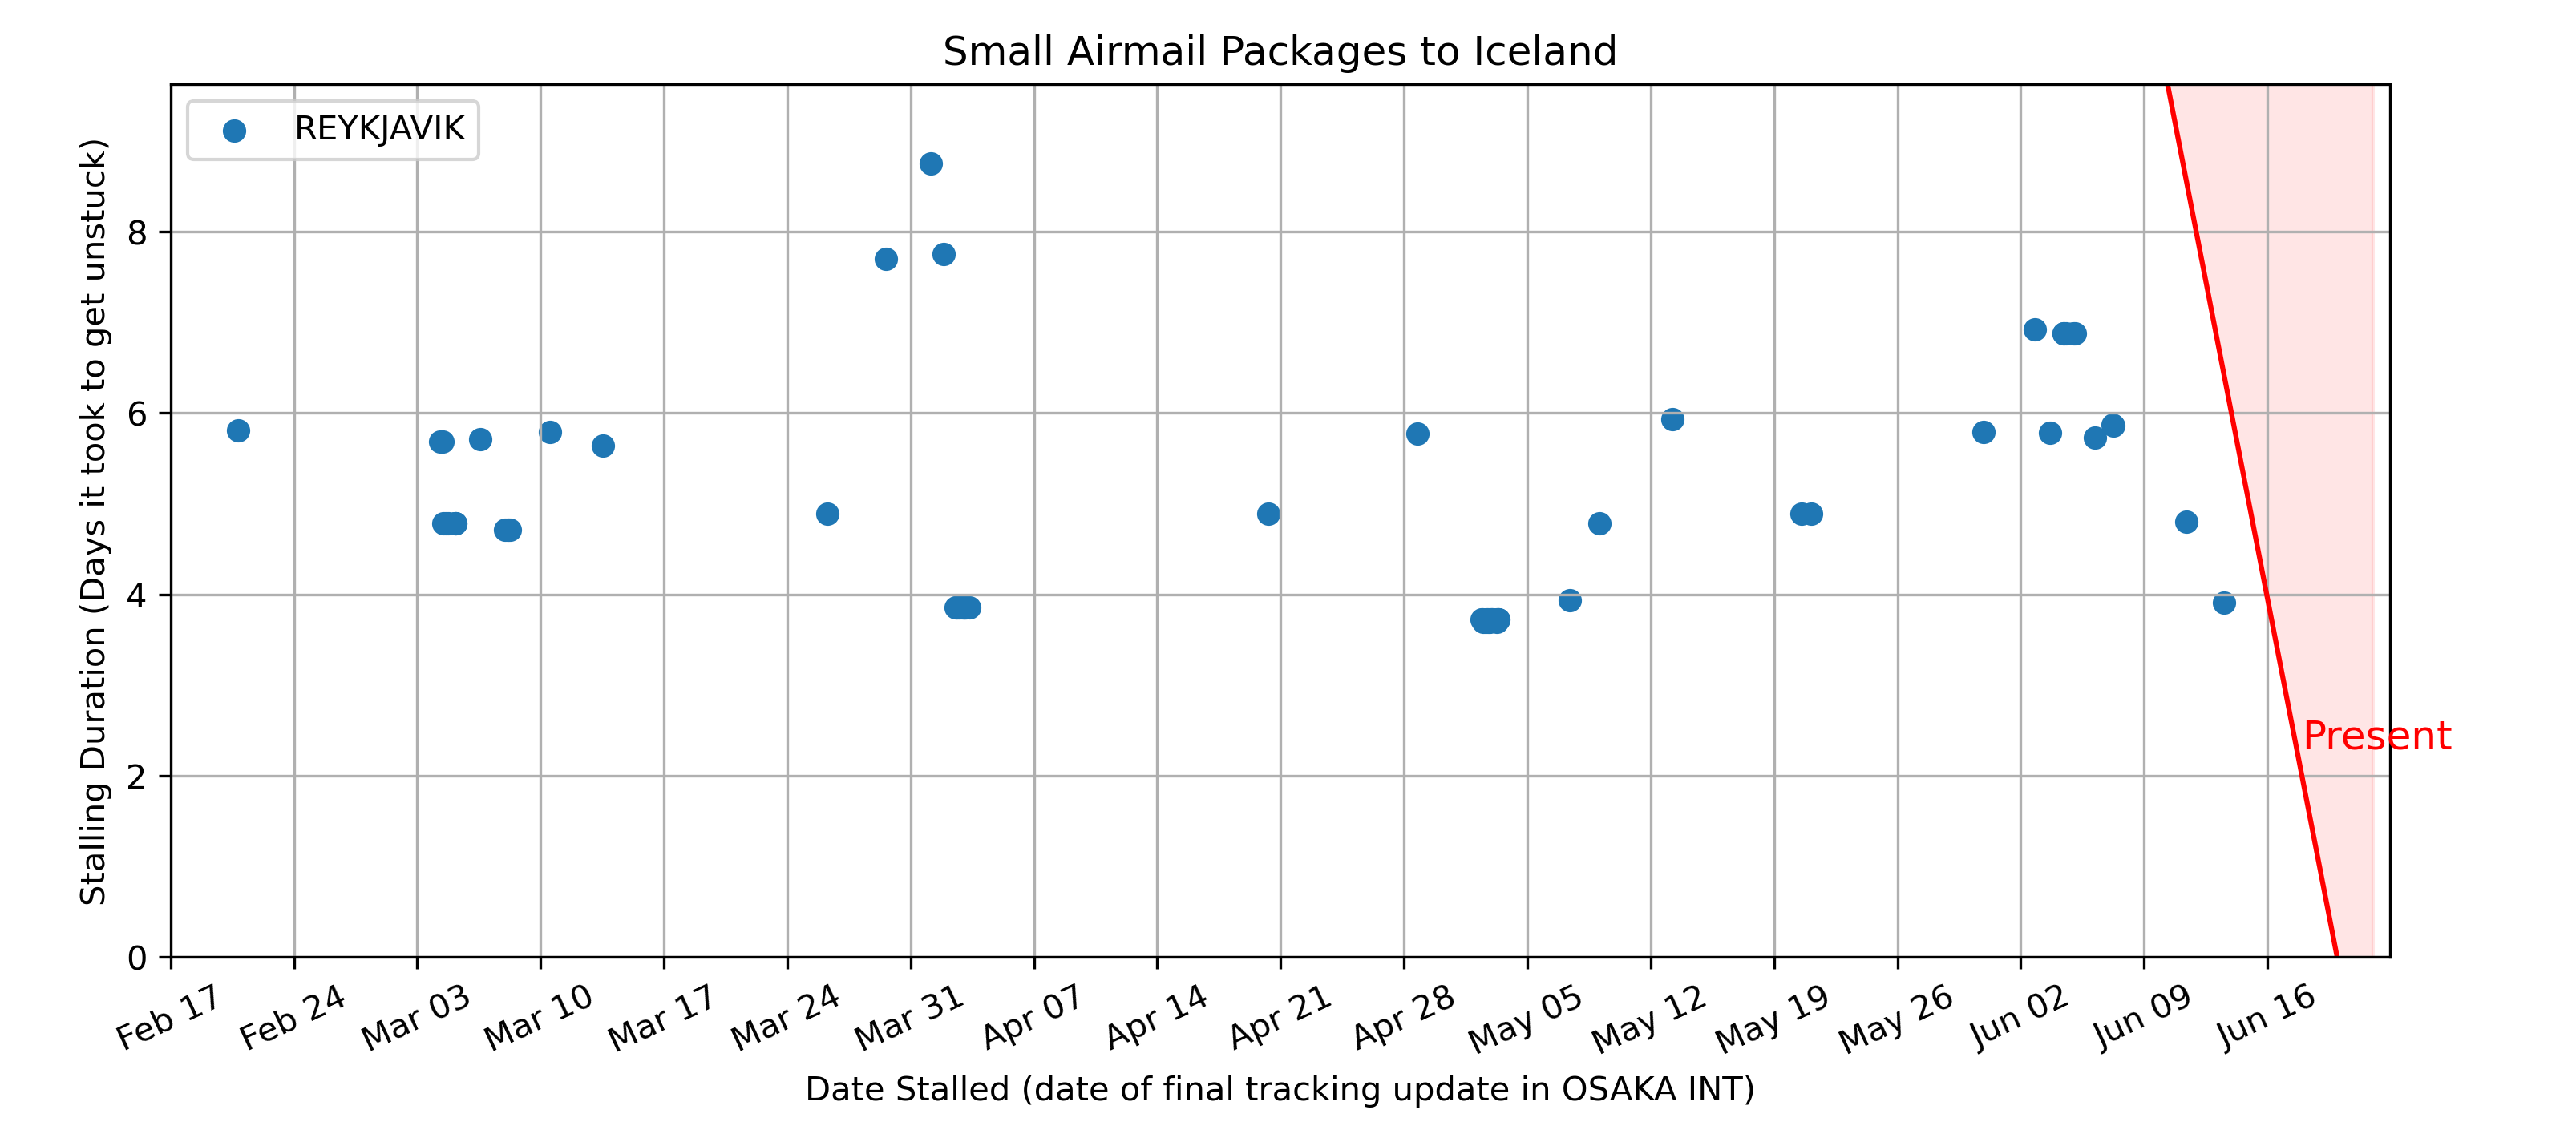 Small Airmail Packages to Iceland
REYKJAVIK
Stalling Duration (Days it took to get unstuck)
8
6
4
2
0
Present
Feb 17
Feb 24
Mar 03
Mar 10
Mar 17
Mar 24
Mar 31
Apr 07
Apr 14
Apr 21
Apr 28
May 05
May 12
May 19
May 26
Jun 02
Jun 09
Jun 16
Date Stalled (date of final tracking update in OSAKA INT)